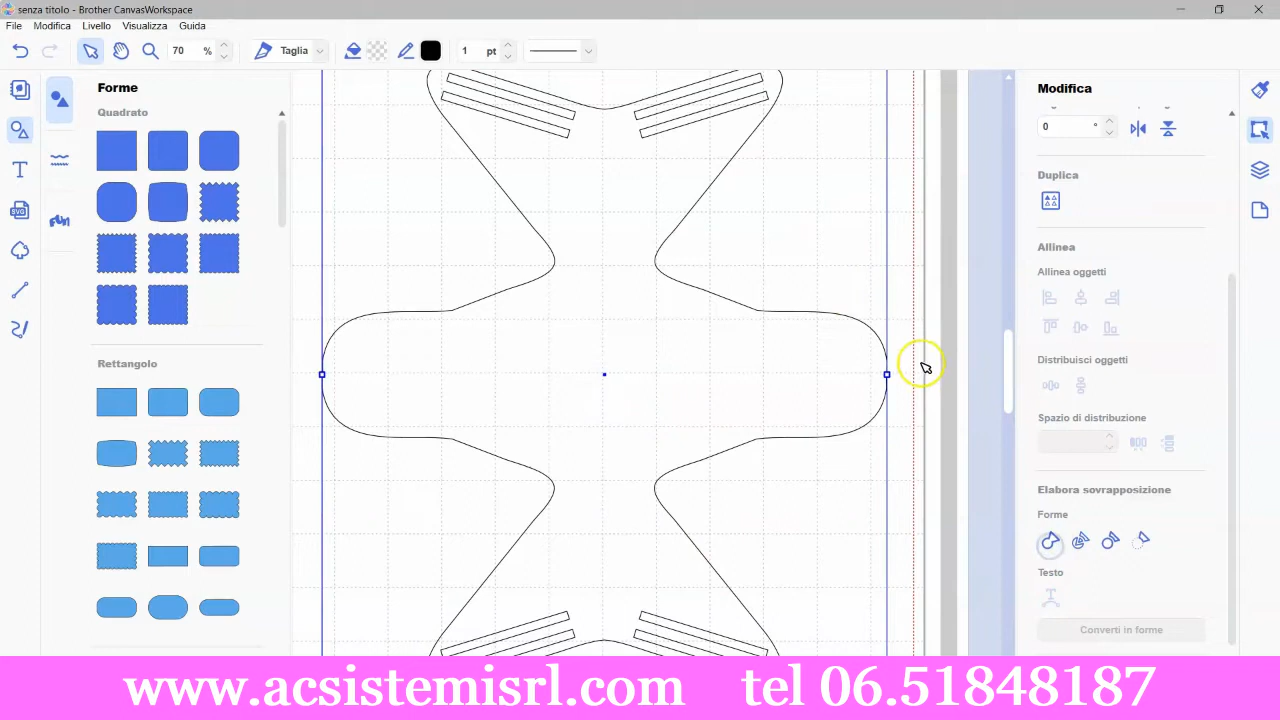 senza titolo - Brother CanvasWorkspace
File Modifica Livello Visualizza Guida
70 % Taglia 1 pt
Forme
Quadrato
Rettangolo
Modifica
0 °
Duplica
Allinea
Allinea oggetti
Distribuisci oggetti
Spazio di distribuzione
Elabora sovrapposizione
Forme
Testo
Converti in forme
www.acsistemisrl.com tel 06.51848187